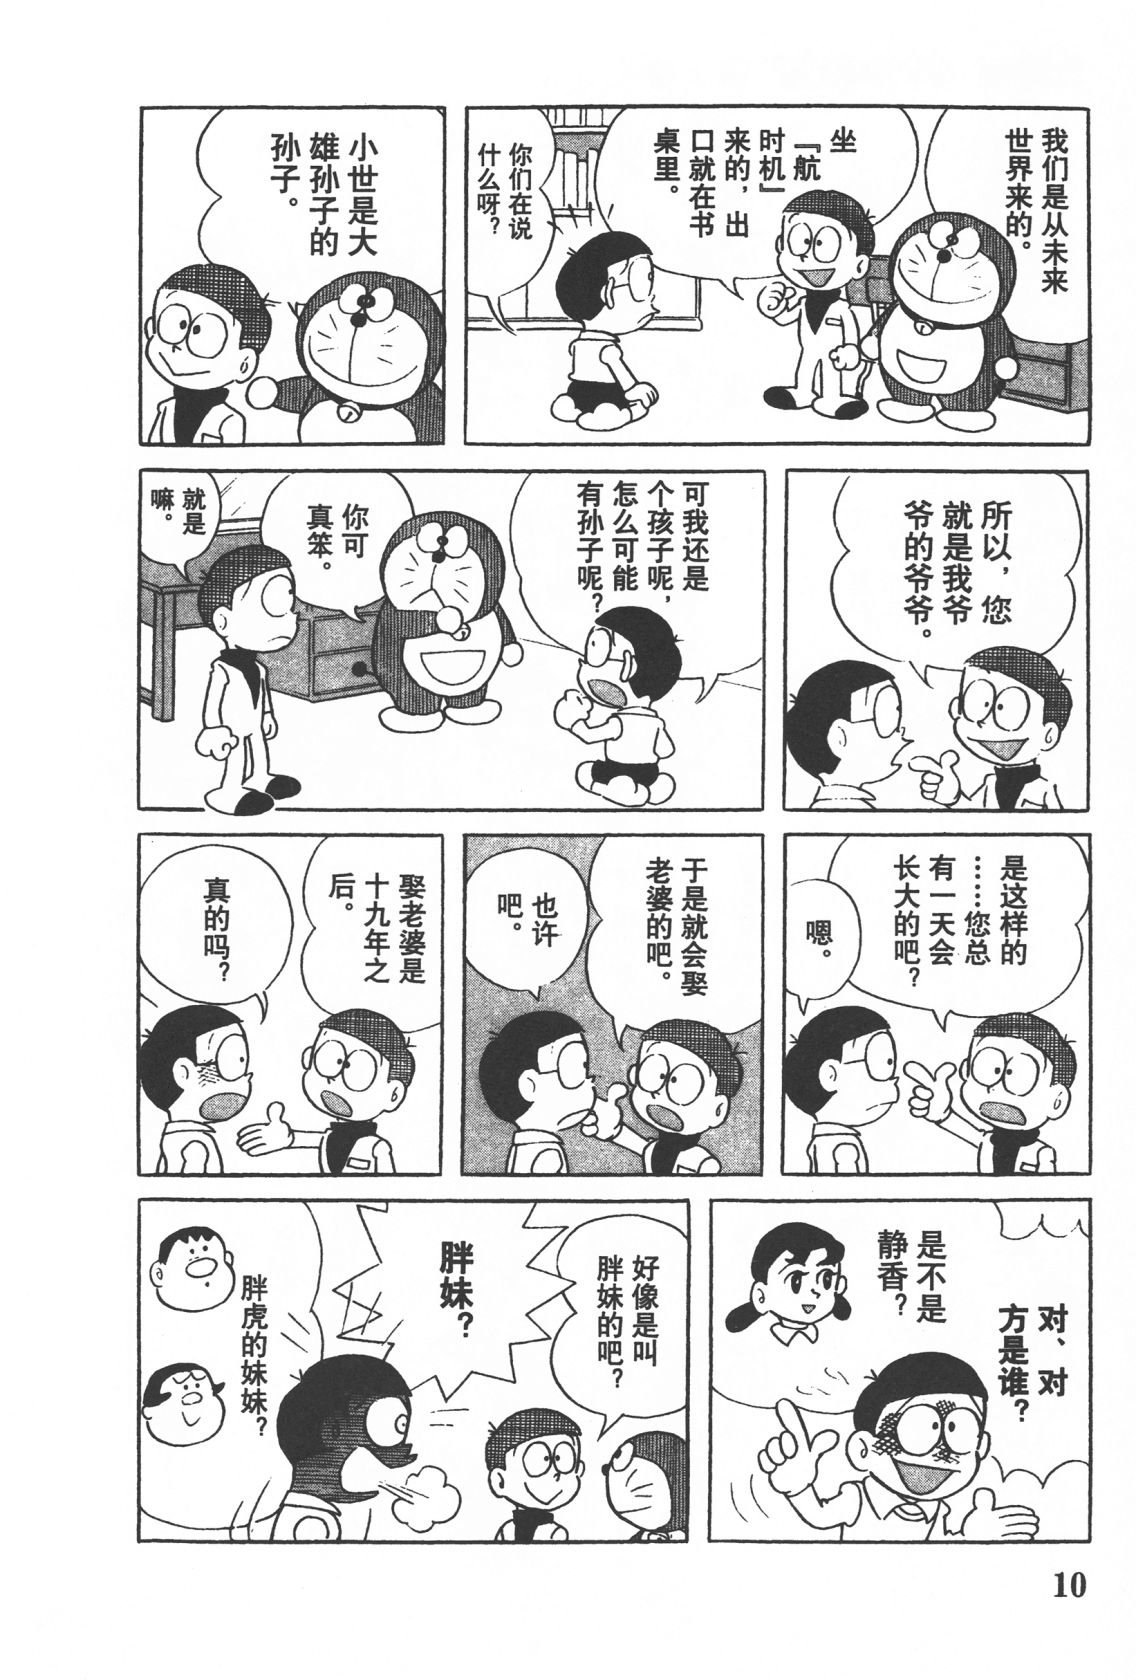 我们是从未来
世界来的。
坐
『航
时机』
来的，出
口就在书
桌里。
你们在说
什么呀？
小世是大
雄孙子的
孙子。
所以，您
就是我爷
爷的爷爷。
可我还是
个孩子呢，
怎么可能
有孙子呢？
你可
真笨。
就是
嘛。
是这样的
……您总
有一天会
长大的吧？
嗯。
于是就会娶
老婆的吧。
也许
吧。
娶老婆是
十九年之
后。
真的吗？
对、对
方是谁？
是不是
静香？
好像是叫
胖妹的吧？
胖妹？
胖虎的妹妹？
10